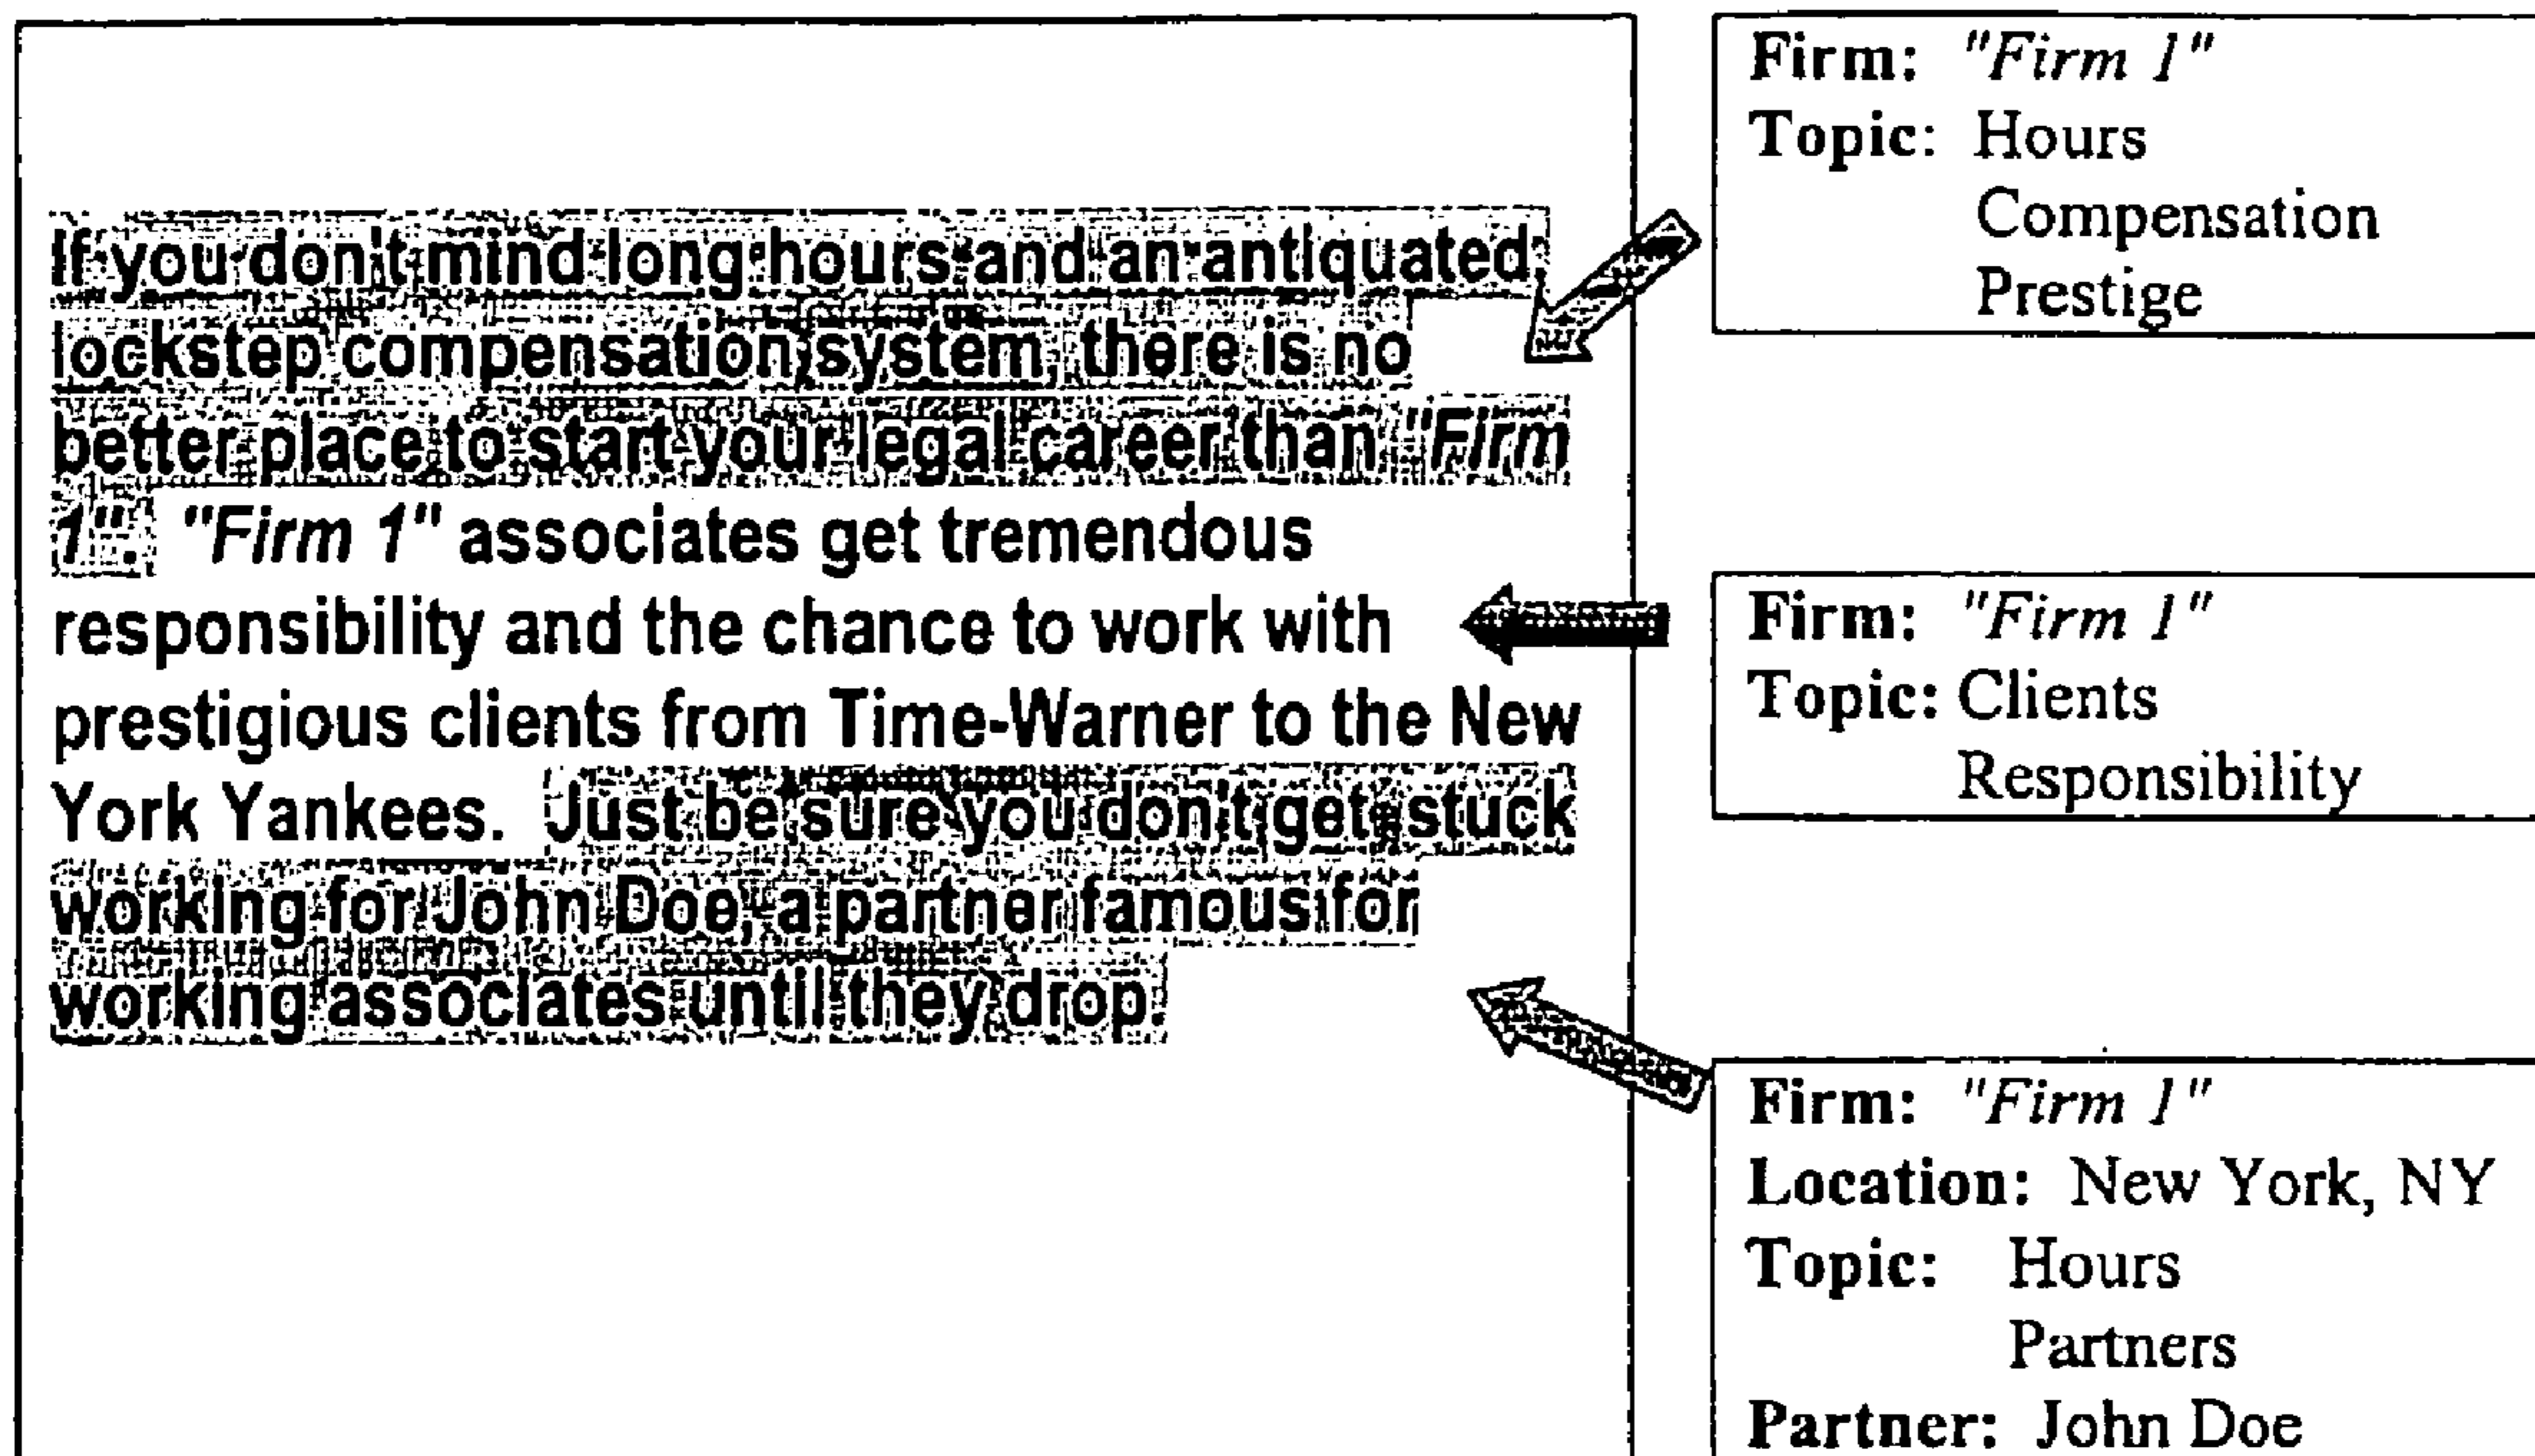 If you don't mind long hours and an antiquated,
lockstep compensation system, there is no
better place to start your legal career than "Firm
1". "Firm 1" associates get tremendous
responsibility and the chance to work with
prestigious clients from Time-Warner to the New
York Yankees. Just be sure you don't get stuck
working for John Doe, a partner famous for
working associates until they drop.
Firm: "Firm 1"
Topic: Hours
Compensation
Prestige
Firm: "Firm 1"
Topic: Clients
Responsibility
Firm: "Firm 1"
Location: New York, NY
Topic: Hours
Partners
Partner: John Doe